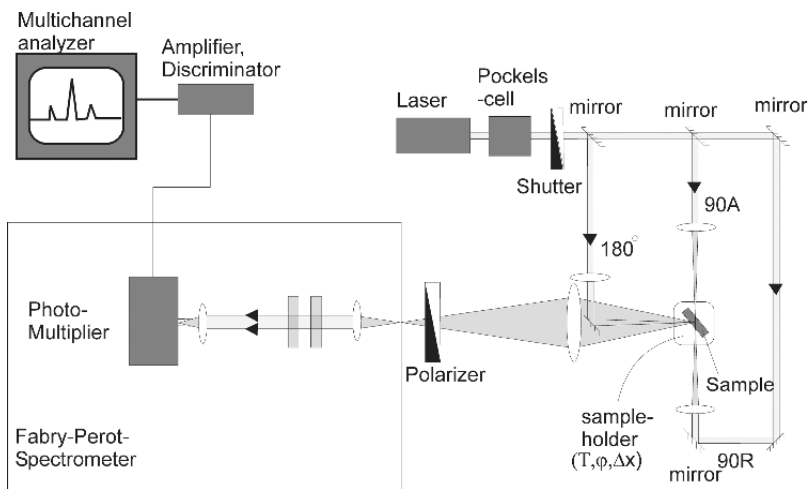 Multichannel
analyzer
Amplifier,
Discriminator
Laser
Pockels
-cell
mirror
mirror
mirror
Shutter
90A
180°
Photo-
Multiplier
Polarizer
Sample
sample-
holder
(T,φ,Δx)
Fabry-Perot-
Spectrometer
90R
mirror